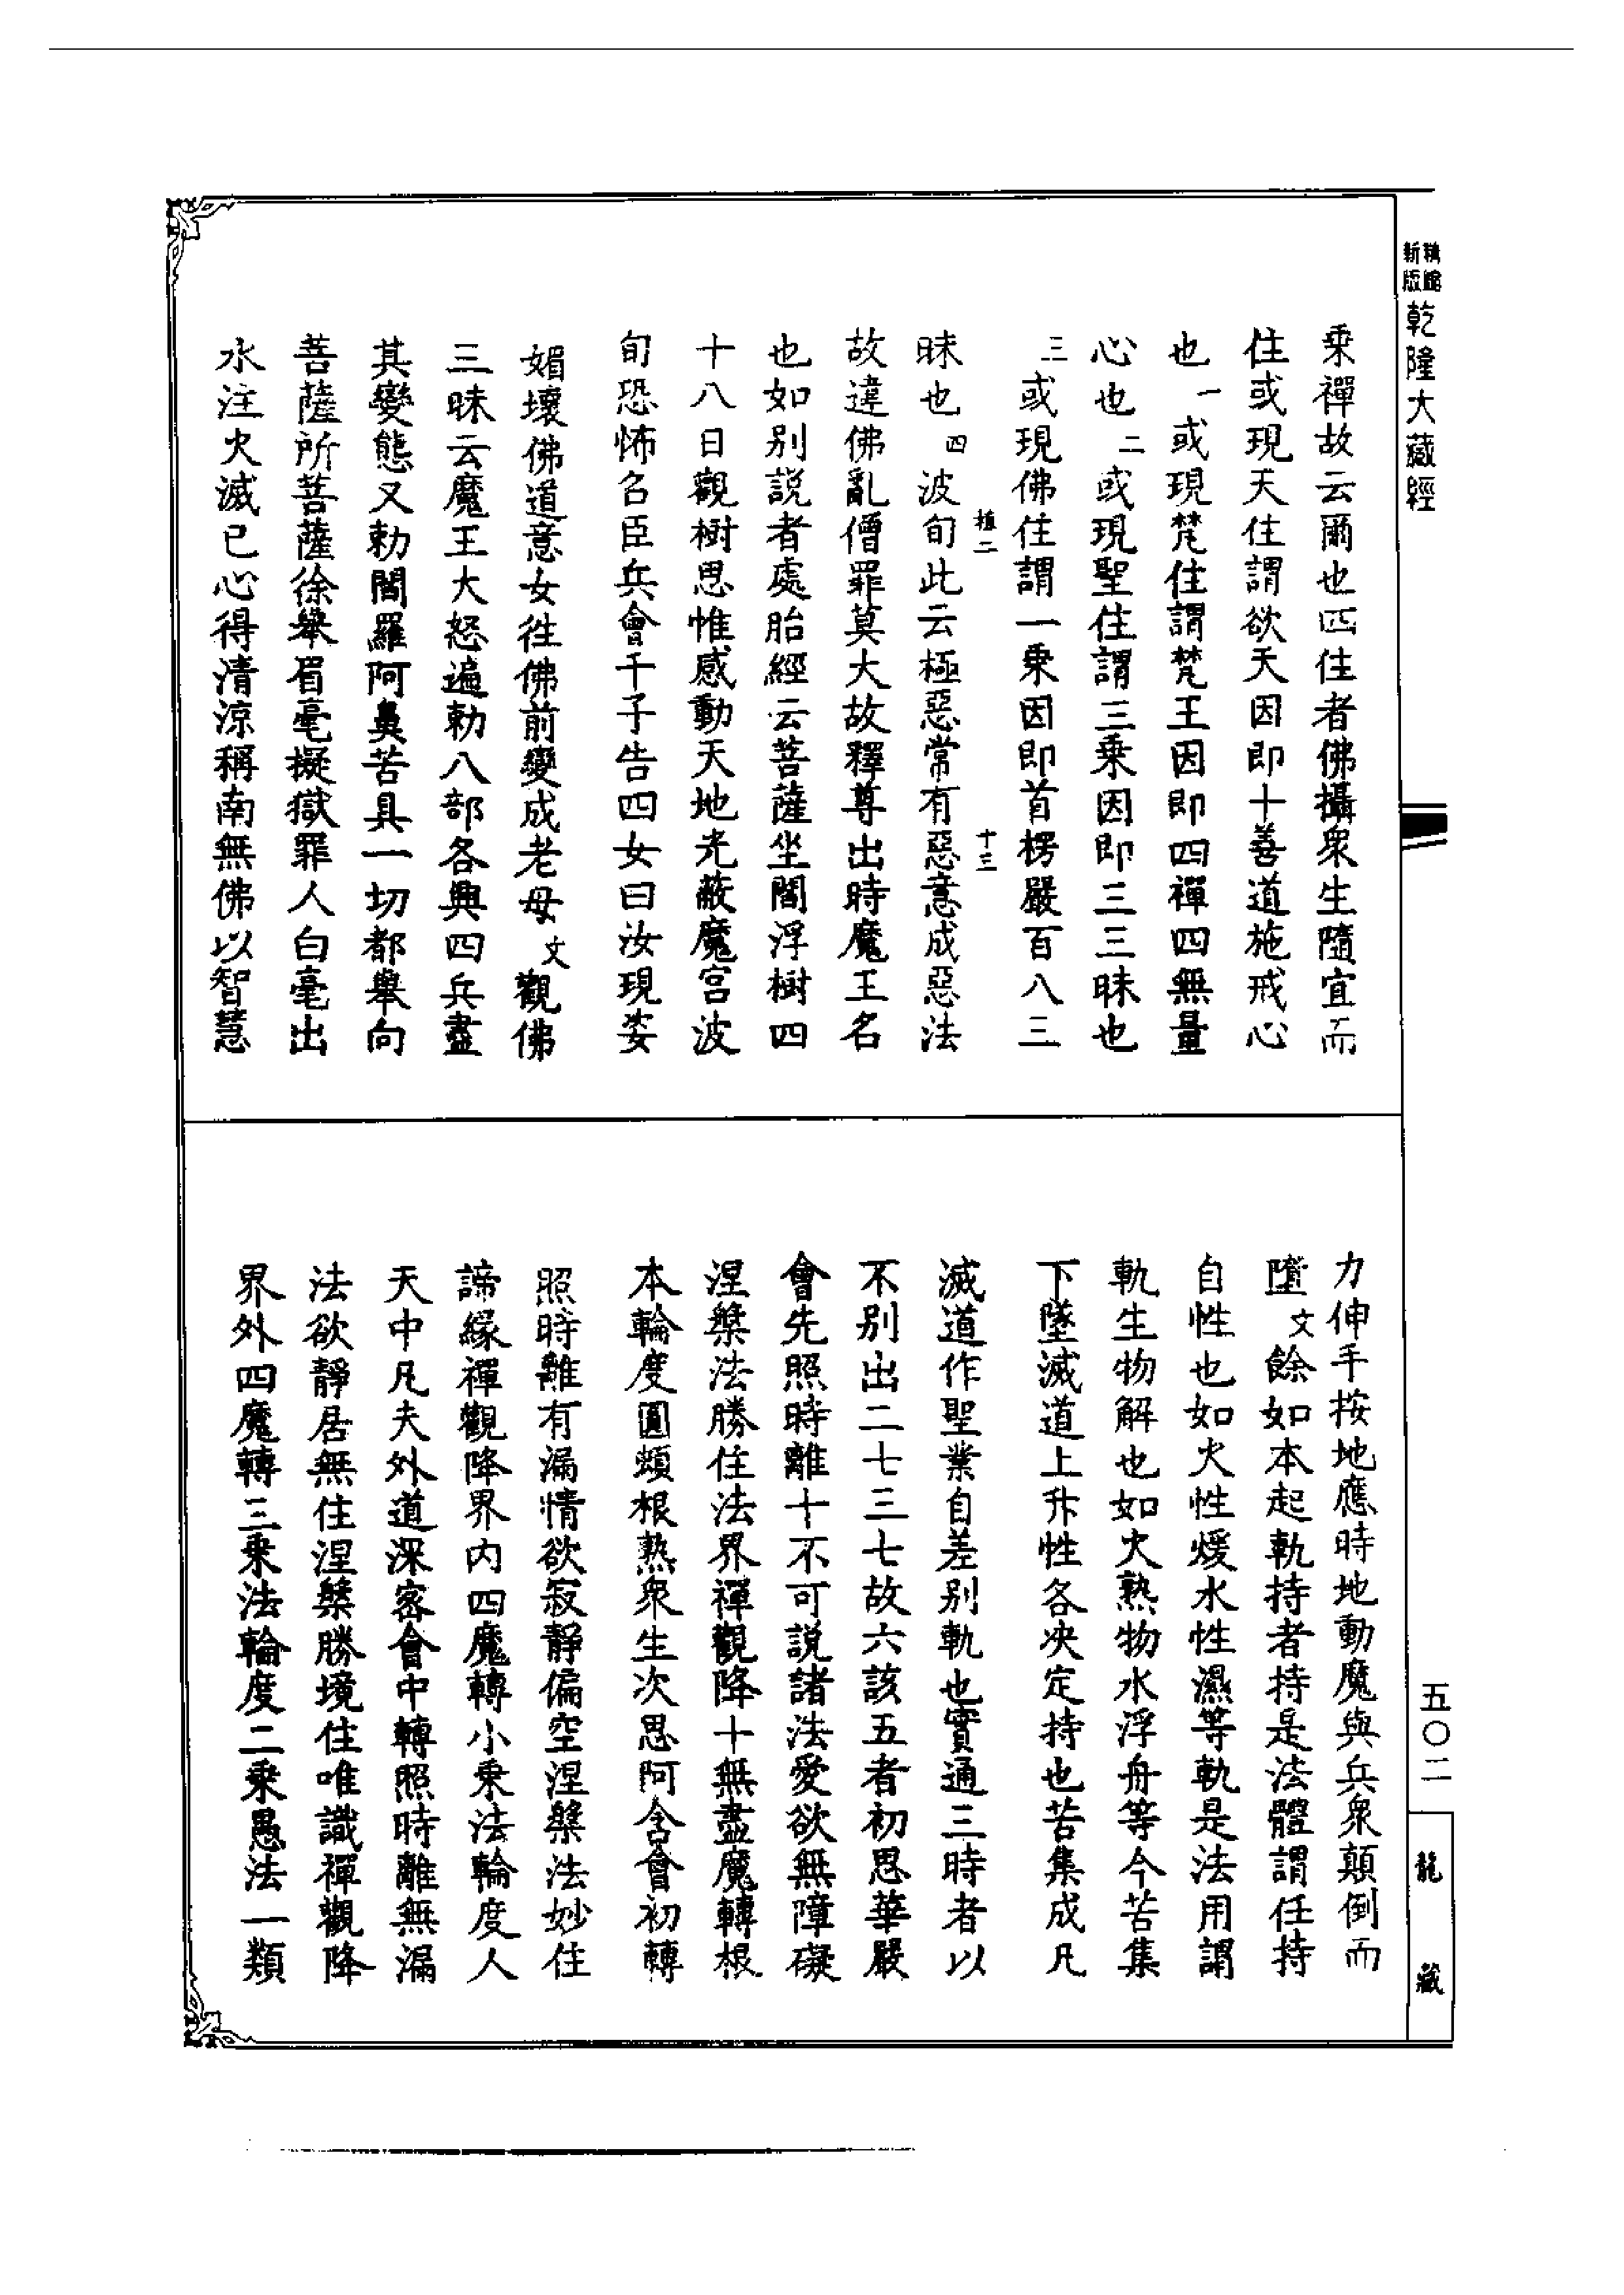 新版 精縮 乾隆大藏經
乘禪故云爾也四住者佛攝衆生隨宜而
住或現天住謂欲天因即十善道施戒心
也一或現梵住謂梵王因即四禪四無量
心也二或現聖住謂三乘因即三三昧也
三或現佛住謂一乘因即首楞嚴百八三
植二 十三
昧也四波旬此云極惡常有惡意成惡法
故違佛亂僧罪莫大故釋尊出時魔王名
也如別説者處胎經云菩薩坐閻浮樹四
十八日觀樹思惟感動天地光蔽魔宮波
旬恐怖召臣兵會千子告四女曰汝現姿
媚壞佛道意女徃佛前變成老母文觀佛
三昧云魔王大怒遍勅八部各興四兵盡
其變態又勅閻羅阿鼻苦具一切都舉向
菩薩所菩薩徐舉眉毫擬獄罪人白毫出
水注火滅已心得清涼稱南無佛以智慧
力伸手按地應時地動魔與兵衆顛倒而
墮文餘如本起軌持者持是法體謂任持
自性也如火性煖水性濕等軌是法用謂
軌生物解也如火熟物水浮舟等今苦集
下墜滅道上升性各決定持也苦集成凡
滅道作聖業自差别軌也實通三時者以
不别出二七三七故六該五者初思華嚴
會先照時離十不可説諸法愛欲無障礙
涅槃法勝住法界禪觀降十無盡魔轉根
本輪度圓頓根熟衆生次思阿含會初轉
照時離有漏情欲寂靜偏空涅槃法妙住
諦緣禪觀降界内四魔轉小乘法輪度人
天中凡夫外道深密會中轉照時離無漏
法欲靜居無住涅槃勝境住唯識禪觀降
界外四魔轉三乘法輪度二乘愚法一類
五〇二
龍藏